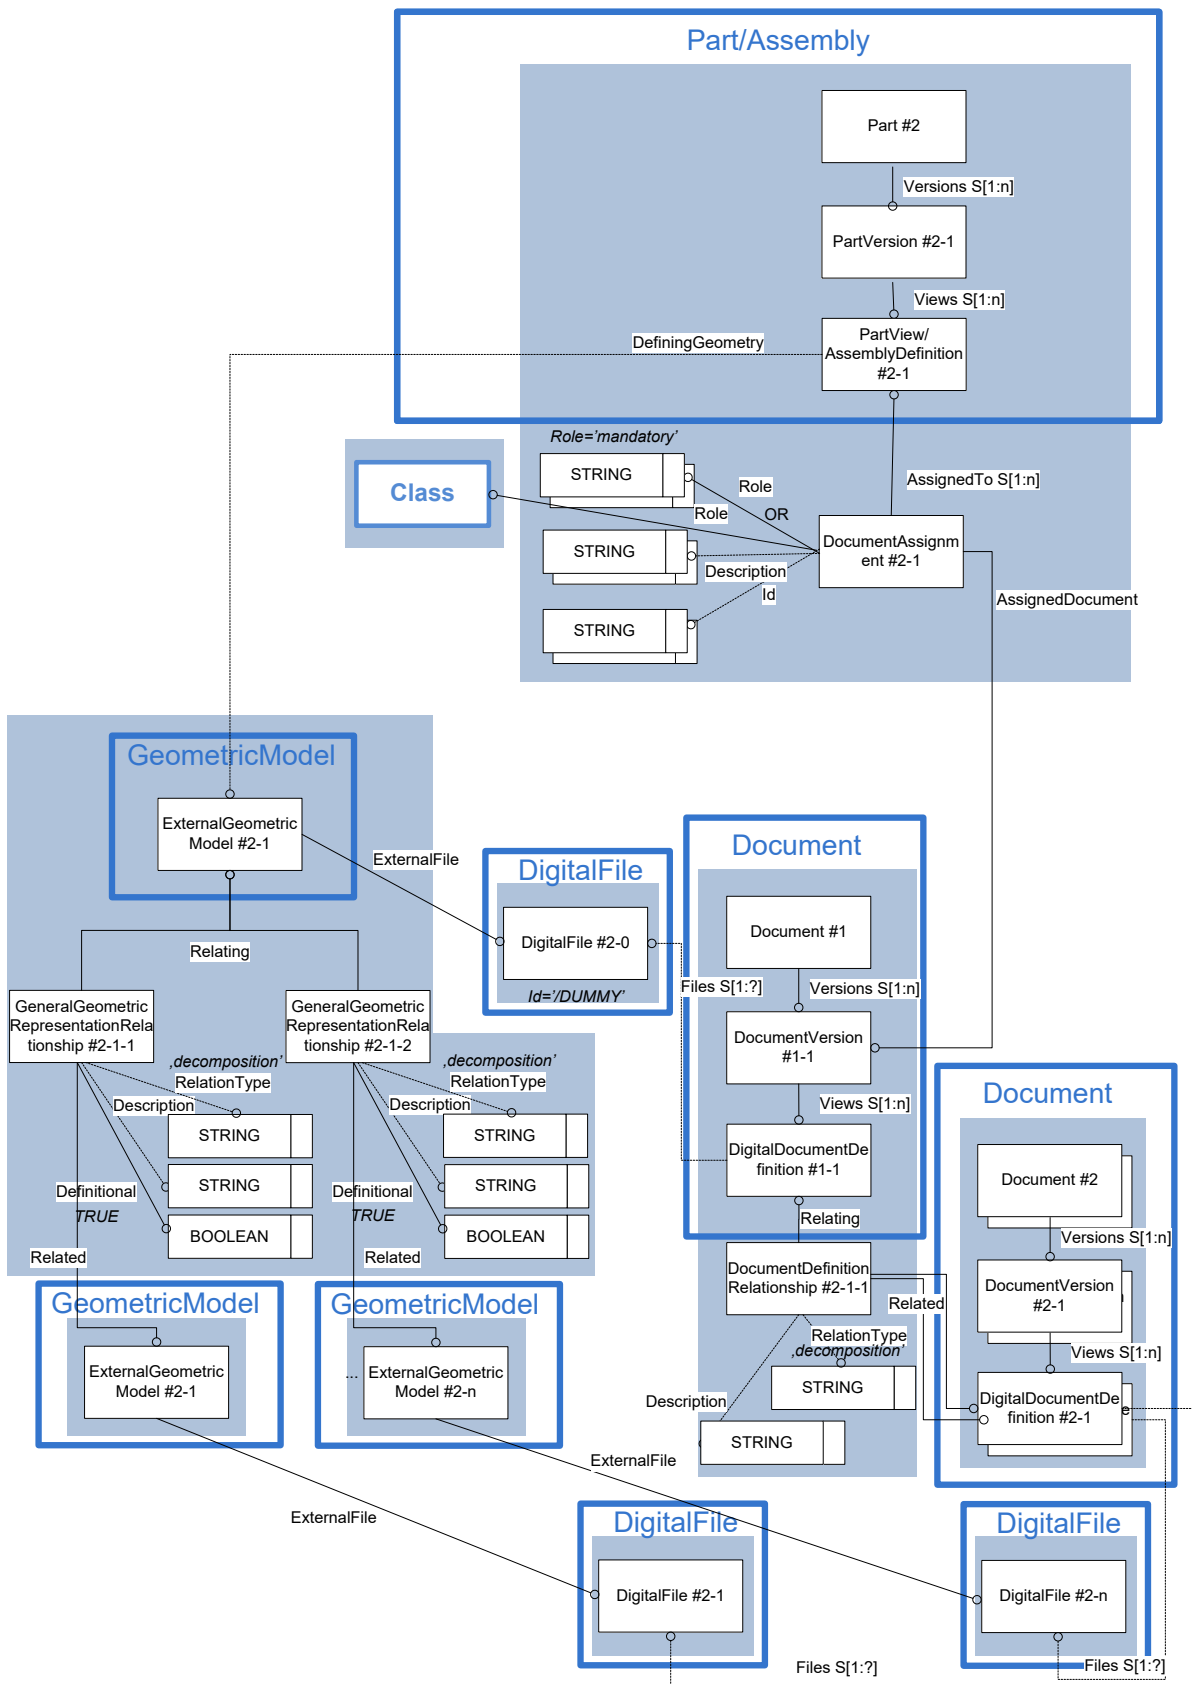 Part/Assembly
Part #2
Versions S[1:n]
PartVersion #2-1
Views S[1:n]
PartView/
AssemblyDefinition
#2-1
DefiningGeometry
Role='mandatory'
STRING
Class
Role
Role
OR
AssignedTo S[1:n]
STRING
DocumentAssignm
ent #2-1
Description
Id
AssignedDocument
STRING
GeometricModel
ExternalGeometric
Model #2-1
ExternalFile
Relating
DigitalFile
DigitalFile #2-0
Id='/DUMMY'
Document
Document #1
Files S[1:?]
Versions S[1:n]
DocumentVersion
#1-1
Views S[1:n]
DigitalDocumentDe
finition #1-1
Relating
GeneralGeometric
RepresentationRela
tionship #2-1-1
GeneralGeometric
RepresentationRela
tionship #2-1-2
‚decomposition’
RelationType
Description
STRING
STRING
Definitional
TRUE
BOOLEAN
Related
‚decomposition’
RelationType
Description
STRING
STRING
Definitional
TRUE
BOOLEAN
Related
Document
Document #2
Versions S[1:n]
DocumentVersion
#2-1
Views S[1:n]
DigitalDocumentDe
finition #2-1
e
DocumentDefinition
Relationship #2-1-1
Related
RelationType
‚decomposition’
STRING
Description
STRING
GeometricModel
ExternalGeometric
Model #2-1
GeometricModel
...
ExternalGeometric
Model #2-n
ExternalFile
ExternalFile
DigitalFile
DigitalFile #2-1
Files S[1:?]
DigitalFile
DigitalFile #2-n
Files S[1:?]